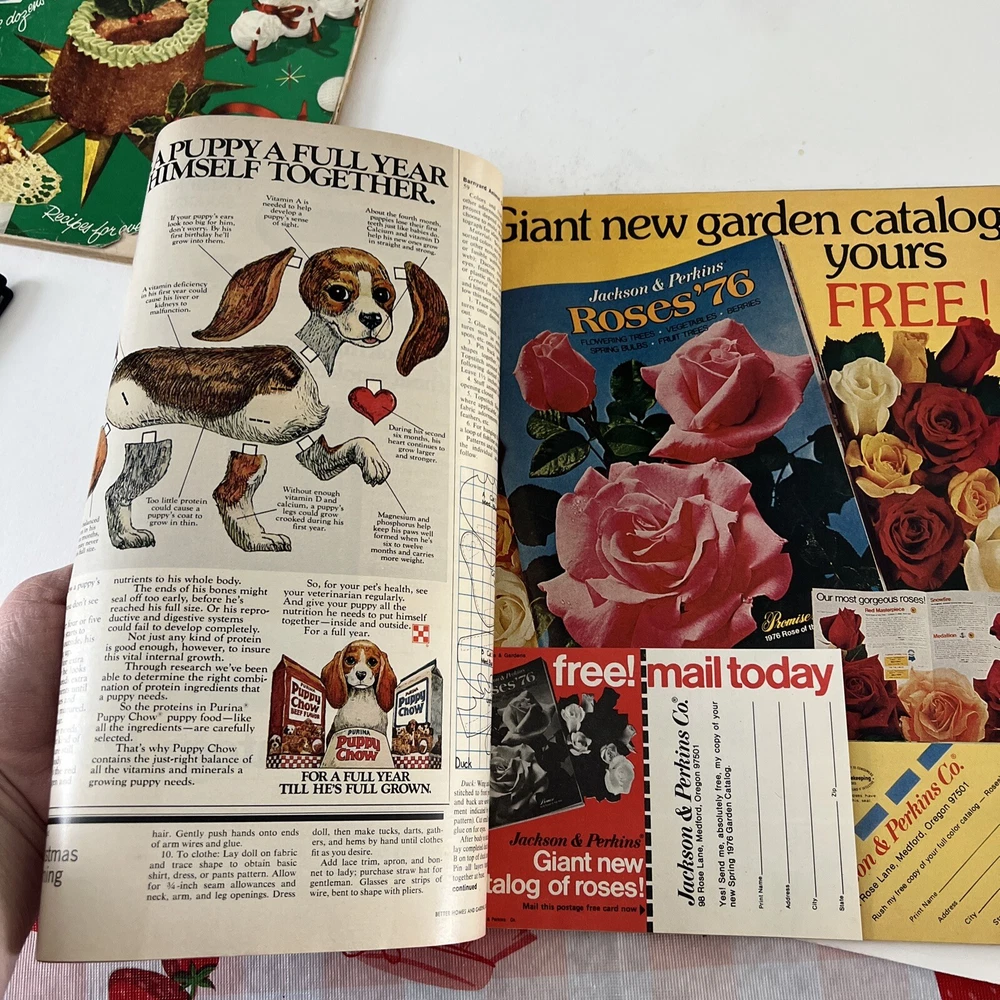 dozens
Recipes for
A PUPPY A FULL YEAR
HIMSELF TOGETHER.
Vitamin A is
needed to help
develop a
puppy's sense
of sight.
If your puppy's ears
look too big for him,
don't worry. By his
first birthday he'll
grow into them.
About the fourth month,
puppies lose their first
teeth just like babies do.
Calcium and vitamin D
help his new ones grow
in straight and strong.
A vitamin deficiency
in his first year could
cause his liver or
kidneys to
malfunction.
During his second
six months, his
heart continues to
grow larger
and stronger.
Too little protein
could cause a
puppy's coat to
grow in thin.
Without enough
vitamin D and
calcium, a puppy's
legs could grow
crooked during his
first year.
Magnesium and
phosphorus help
keep his paws well
formed when he's
six to twelve
months and carries
more weight.
nutrients to his whole body.
The ends of his bones might
seal off too early, before he's
reached his full size. Or his repro-
ductive and digestive systems
could fail to develop completely.
Not just any kind of protein
is good enough, however, to insure
this vital internal growth.
Through research we've been
able to determine the right combi-
nation of protein ingredients that
a puppy needs.
So the proteins in Purina®
Puppy Chow® puppy food—like
all the ingredients—are carefully
selected.
That's why Puppy Chow
contains the just-right balance of
all the vitamins and minerals a
growing puppy needs.
So, for your pet's health, see
your veterinarian regularly.
And give your puppy all the
nutrition he needs to put himself
together—inside and outside.
For a full year.
PURINA
Puppy
Chow
BEEF FLAVOR
PURINA
Puppy
Chow
Puppy
Chow
FOR A FULL YEAR
TILL HE'S FULL GROWN.
hair. Gently push hands onto ends
of arm wires and glue.
10. To clothe: Lay doll on fabric
and trace shape to obtain basic
shirt, dress, or pants pattern. Allow
for ¾-inch seam allowances and
neck, arm, and leg openings. Dress
doll, then make tucks, darts, gath-
ers, and hems by hand until clothes
fit as you desire.
Add lace trim, apron, and bon-
net to lady; purchase straw hat for
gentleman. Glasses are strips of
wire, bent to shape with pliers.
Barnyard
Duck
continued
BETTER HOMES AND
Giant new garden catalog
yours
FREE!
Jackson & Perkins
Roses '76
FLOWERING TREES • VEGETABLES • BERRIES
SPRING BULBS • FRUIT TREES
Promise
1976 Rose of
Our most gorgeous roses!
Red Masterpiece
Snowfire
Medallion
free!
Jackson & Perkins®
Giant new
catalog of roses!
Mail this postage free card now
mail today
Jackson & Perkins Co.®
98 Rose Lane, Medford, Oregon 97501
Yes! Send me, absolutely free, my copy of your
new Spring 1976 Garden Catalog.
Print Name
Address
City
State
Zip
& Perkins Co.®
Rose Lane, Medford, Oregon 97501
Rush my free copy of your full color catalog — Roses
Print Name
Address
City